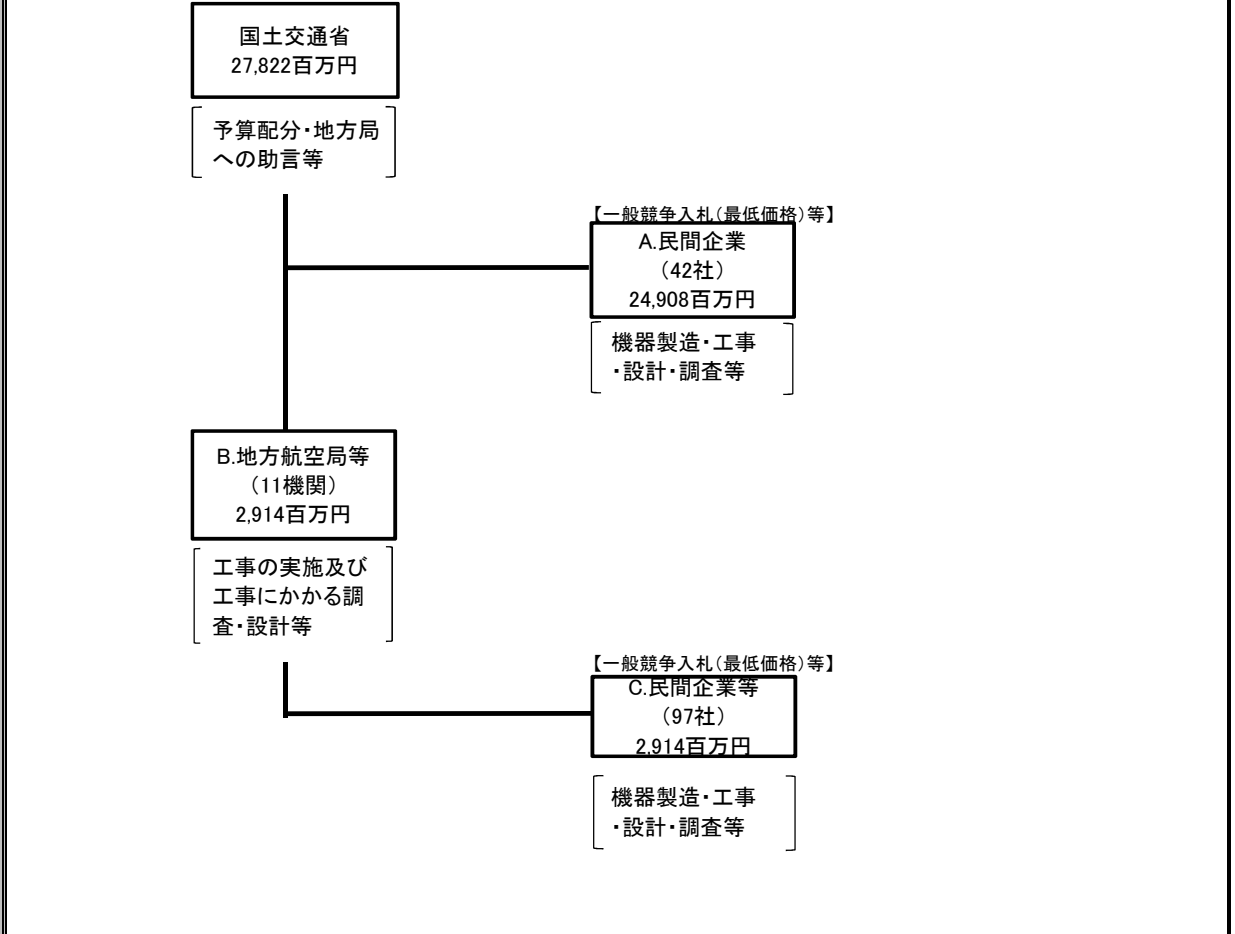 国土交通省
27,822百万円
予算配分・地方局
への助言等
【一般競争入札(最低価格)等】
A.民間企業
（42社）
24,908百万円
機器製造・工事
・設計・調査等
B.地方航空局等
（11機関）
2,914百万円
工事の実施及び
工事にかかる調
査・設計等
【一般競争入札(最低価格)等】
C.民間企業等
（97社）
2,914百万円
機器製造・工事
・設計・調査等